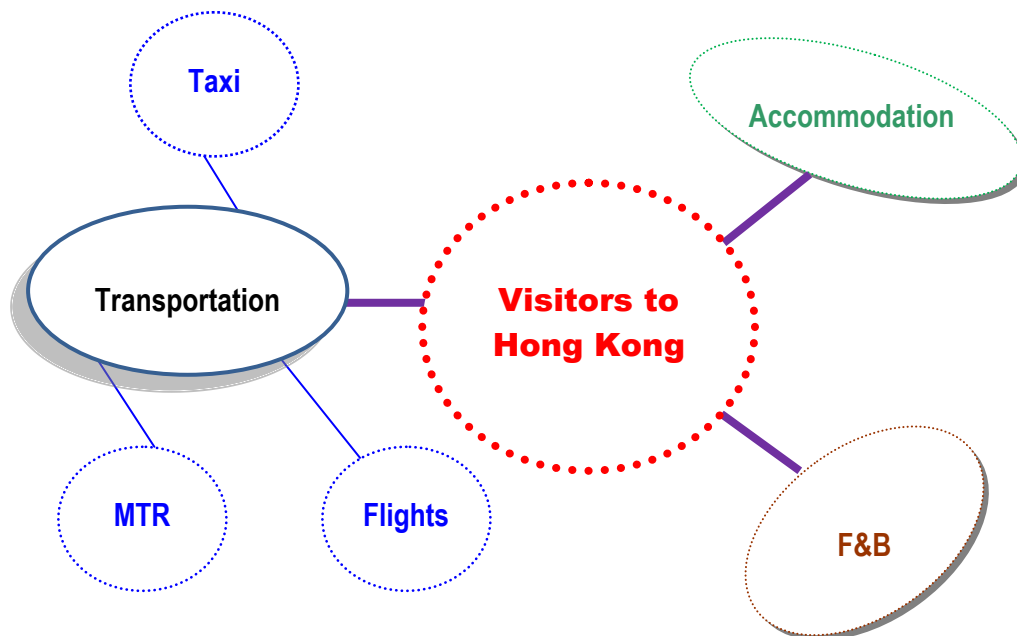 Taxi
Accommodation
Transportation
Visitors to
Hong Kong
MTR
Flights
F&B